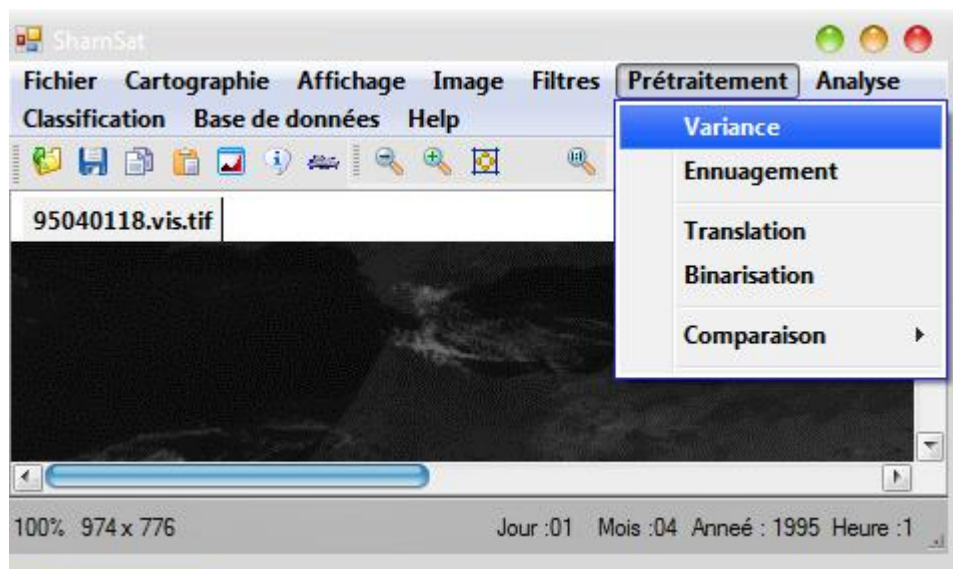 ShamSat
Fichier Cartographie Affichage Image Filtres Prétraitement Analyse
Classification Base de données Help
Variance
Ennuagement
Translation
Binarisation
Comparaison
95040118.vis.tif
100% 974 x 776 Jour :01 Mois :04 Anneé : 1995 Heure :1